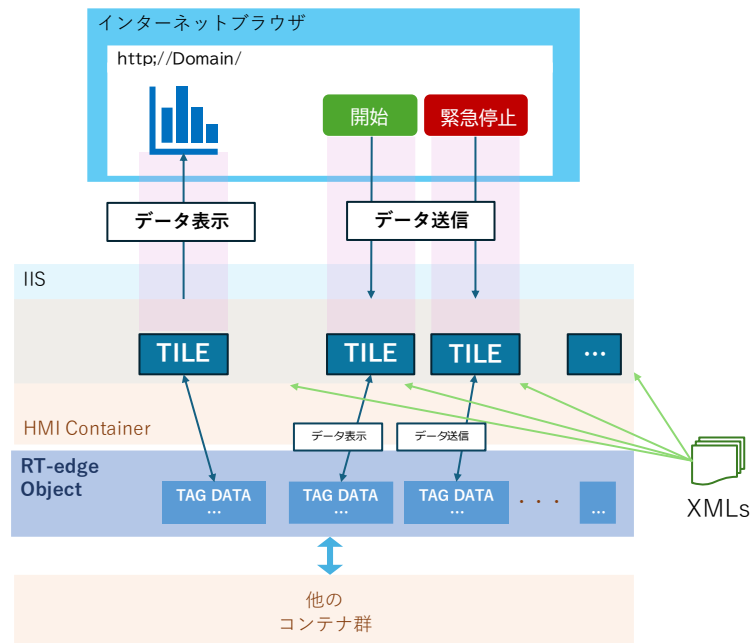 インターネットブラウザ
http;//Domain/
開始
緊急停止
データ表示
データ送信
IIS
TILE
TILE
TILE
...
HMI Container
データ表示
データ送信
RT-edge
Object
TAG DATA
...
TAG DATA
...
TAG DATA
...
・・・
...
XMLs
他の
コンテナ群